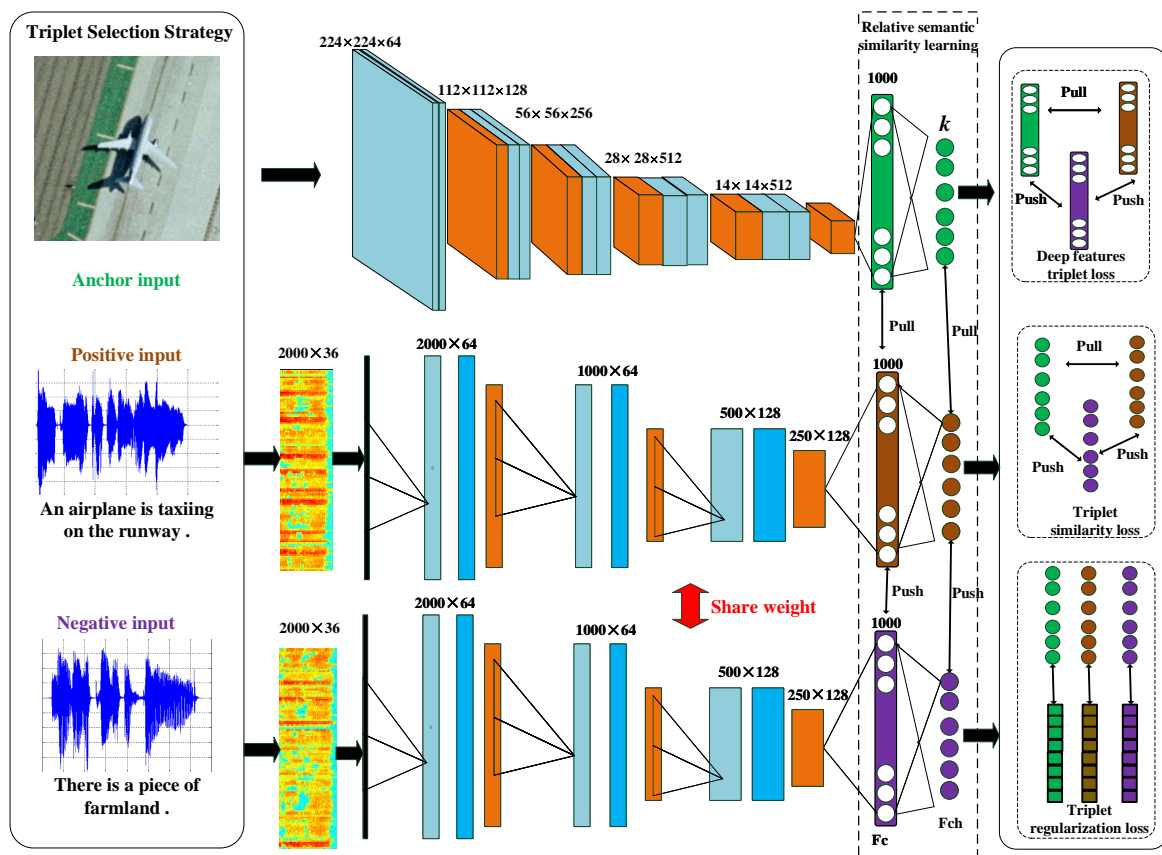 Triplet Selection Strategy
Anchor input
Positive input
An airplane is taxiing
on the runway .
Negative input
There is a piece of
farmland .
224×224×64
112×112×128
56× 56×256
28× 28×512
14× 14×512
2000×36
2000×64
1000×64
500×128
250×128
Share weight
2000×36
2000×64
1000×64
500×128
250×128
Relative semantic
similarity learning
1000
k
Pull
Pull
1000
Push
Push
1000
Fc
Fch
Pull
Push
Push
Deep features
triplet loss
Pull
Push
Push
Triplet
similarity loss
Triplet
regularization loss